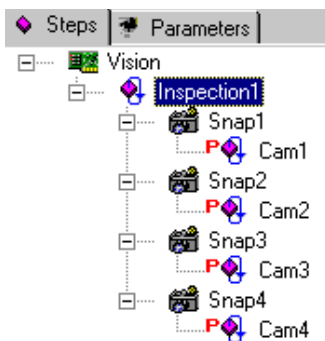 Steps Parameters
Vision
Inspection1
Snap1
P Cam1
Snap2
P Cam2
Snap3
P Cam3
Snap4
P Cam4